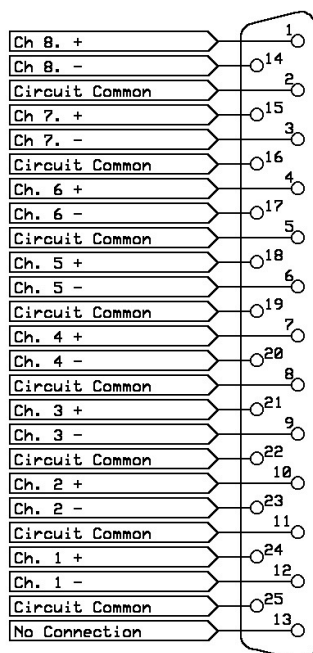 Ch 8. + 1
Ch 8. - 14
Circuit Common 2
Ch 7. + 15
Ch 7. - 3
Circuit Common 16
Ch. 6 + 4
Ch. 6 - 17
Circuit Common 5
Ch. 5 + 18
Ch. 5 - 6
Circuit Common 19
Ch. 4 + 7
Ch. 4 - 20
Circuit Common 8
Ch. 3 + 21
Ch. 3 - 9
Circuit Common 22
Ch. 2 + 10
Ch. 2 - 23
Circuit Common 11
Ch. 1 + 24
Ch. 1 - 12
Circuit Common 25
No Connection 13